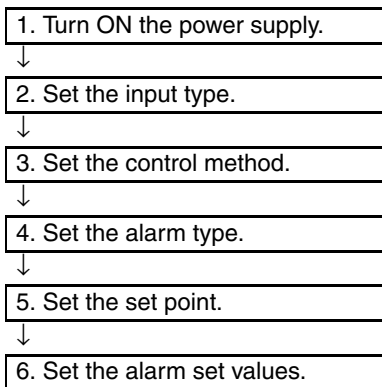 1. Turn ON the power supply.
↓
2. Set the input type.
↓
3. Set the control method.
↓
4. Set the alarm type.
↓
5. Set the set point.
↓
6. Set the alarm set values.